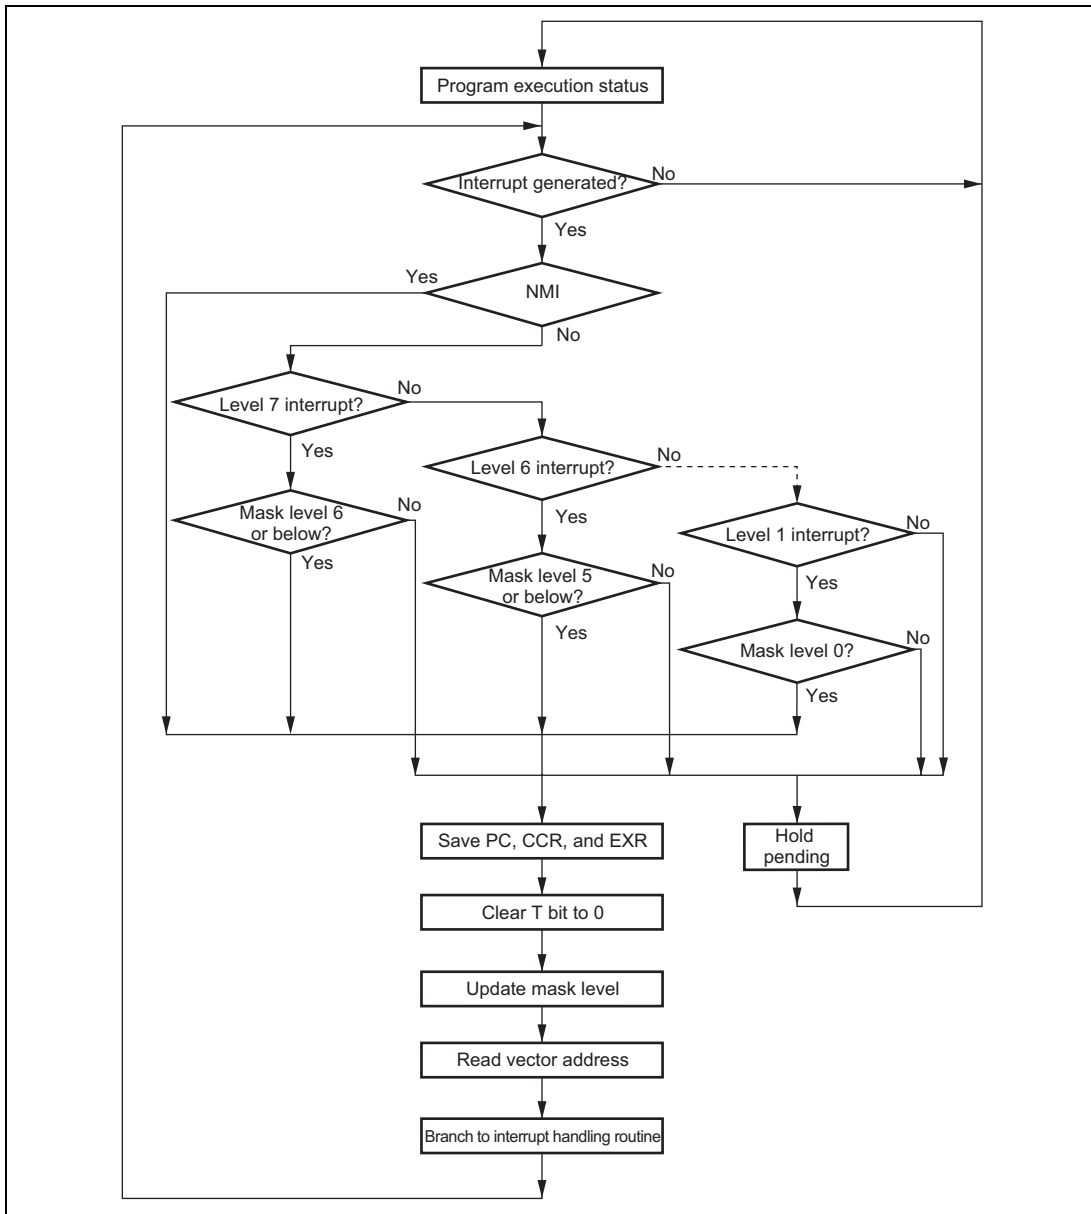 Program execution status
Interrupt generated?
No
Yes
Yes
NMI
No
Level 7 interrupt?
No
Yes
Level 6 interrupt?
No
Yes
Mask level 6
or below?
No
Yes
Level 1 interrupt?
No
Yes
Mask level 5
or below?
No
Yes
Mask level 0?
No
Yes
Save PC, CCR, and EXR
Hold
pending
Clear T bit to 0
Update mask level
Read vector address
Branch to interrupt handling routine